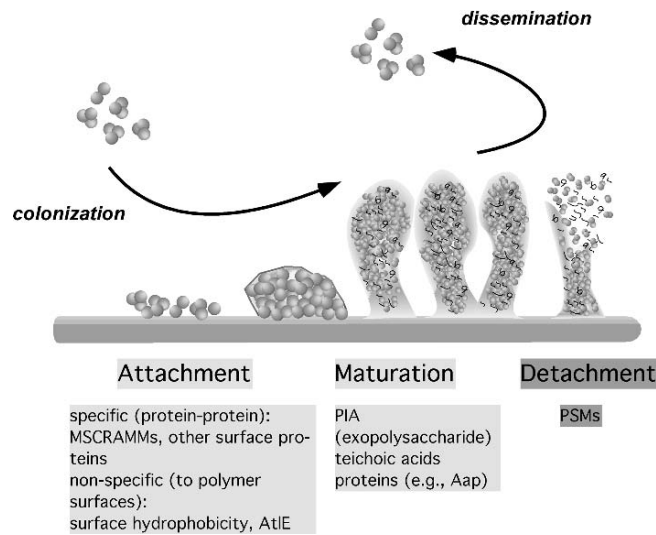 dissemination
colonization
Attachment
Maturation
Detachment
specific (protein-protein):
MSCRAMMs, other surface pro-
teins
non-specific (to polymer
surfaces):
surface hydrophobicity, AtlE
PIA
(exopolysaccharide)
teichoic acids
proteins (e.g., Aap)
PSMs